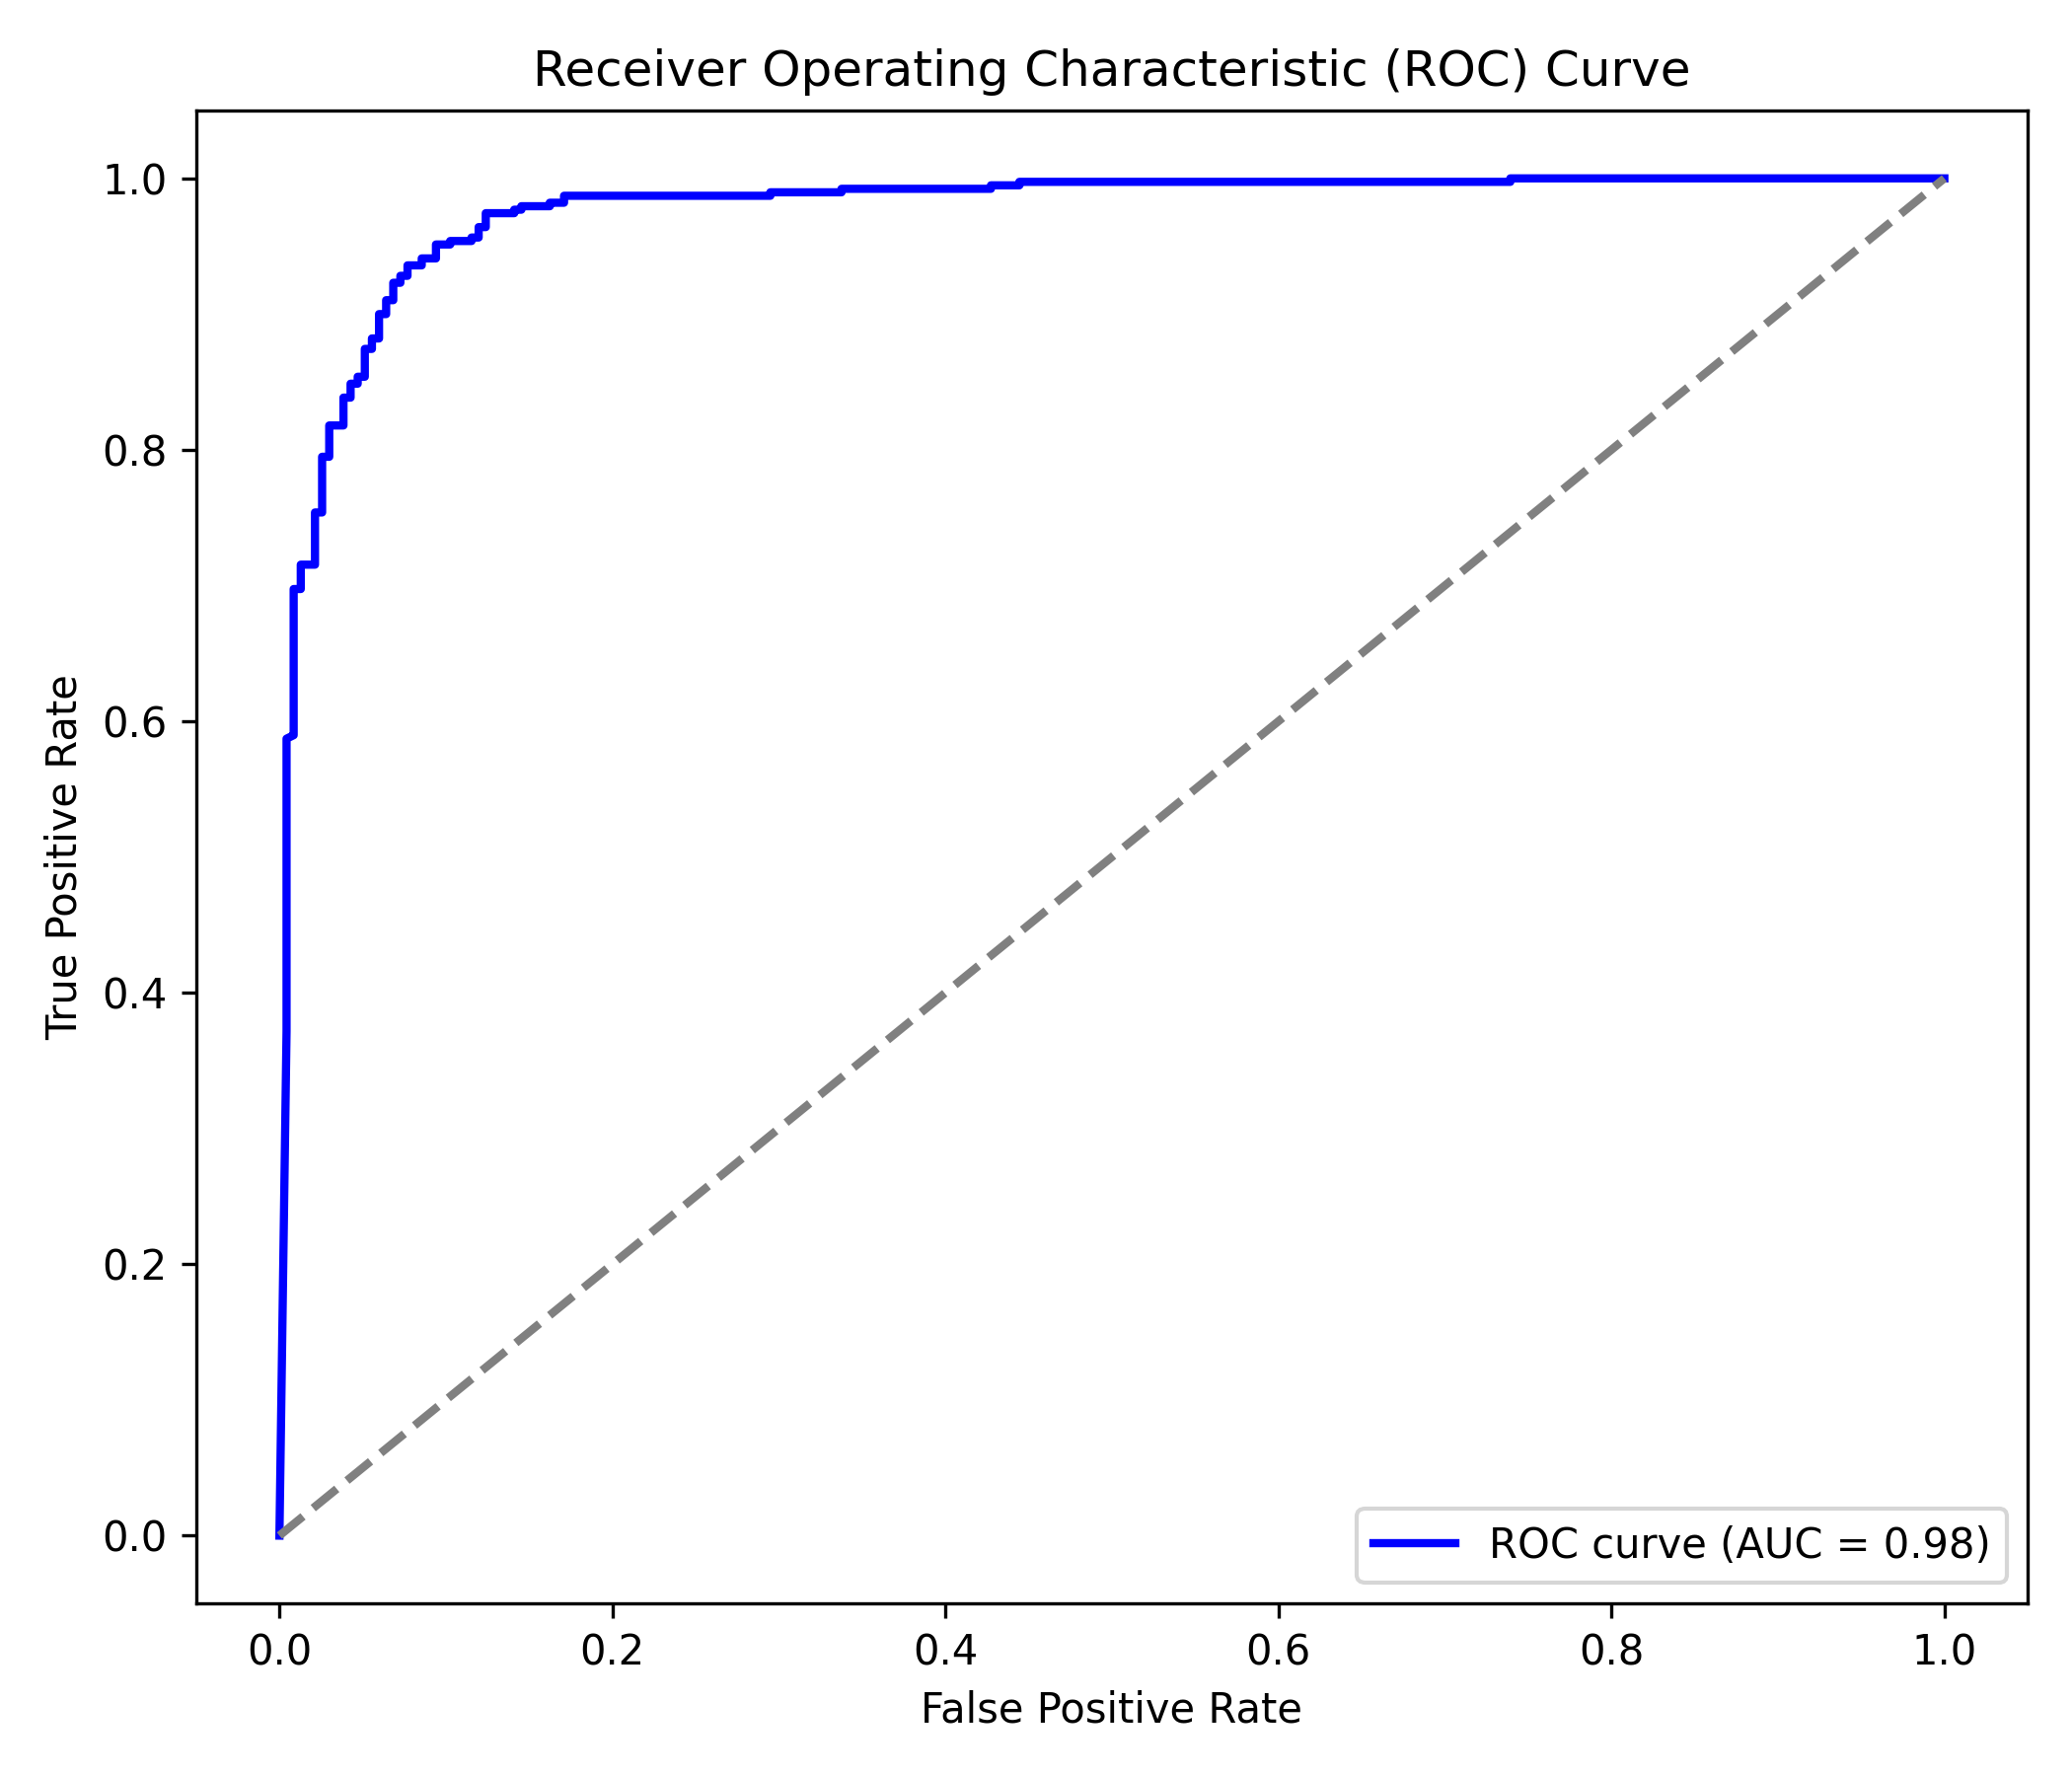 Receiver Operating Characteristic (ROC) Curve
True Positive Rate
1.0
0.8
0.6
0.4
0.2
0.0
ROC curve (AUC = 0.98)
0.0 0.2 0.4 0.6 0.8 1.0
False Positive Rate